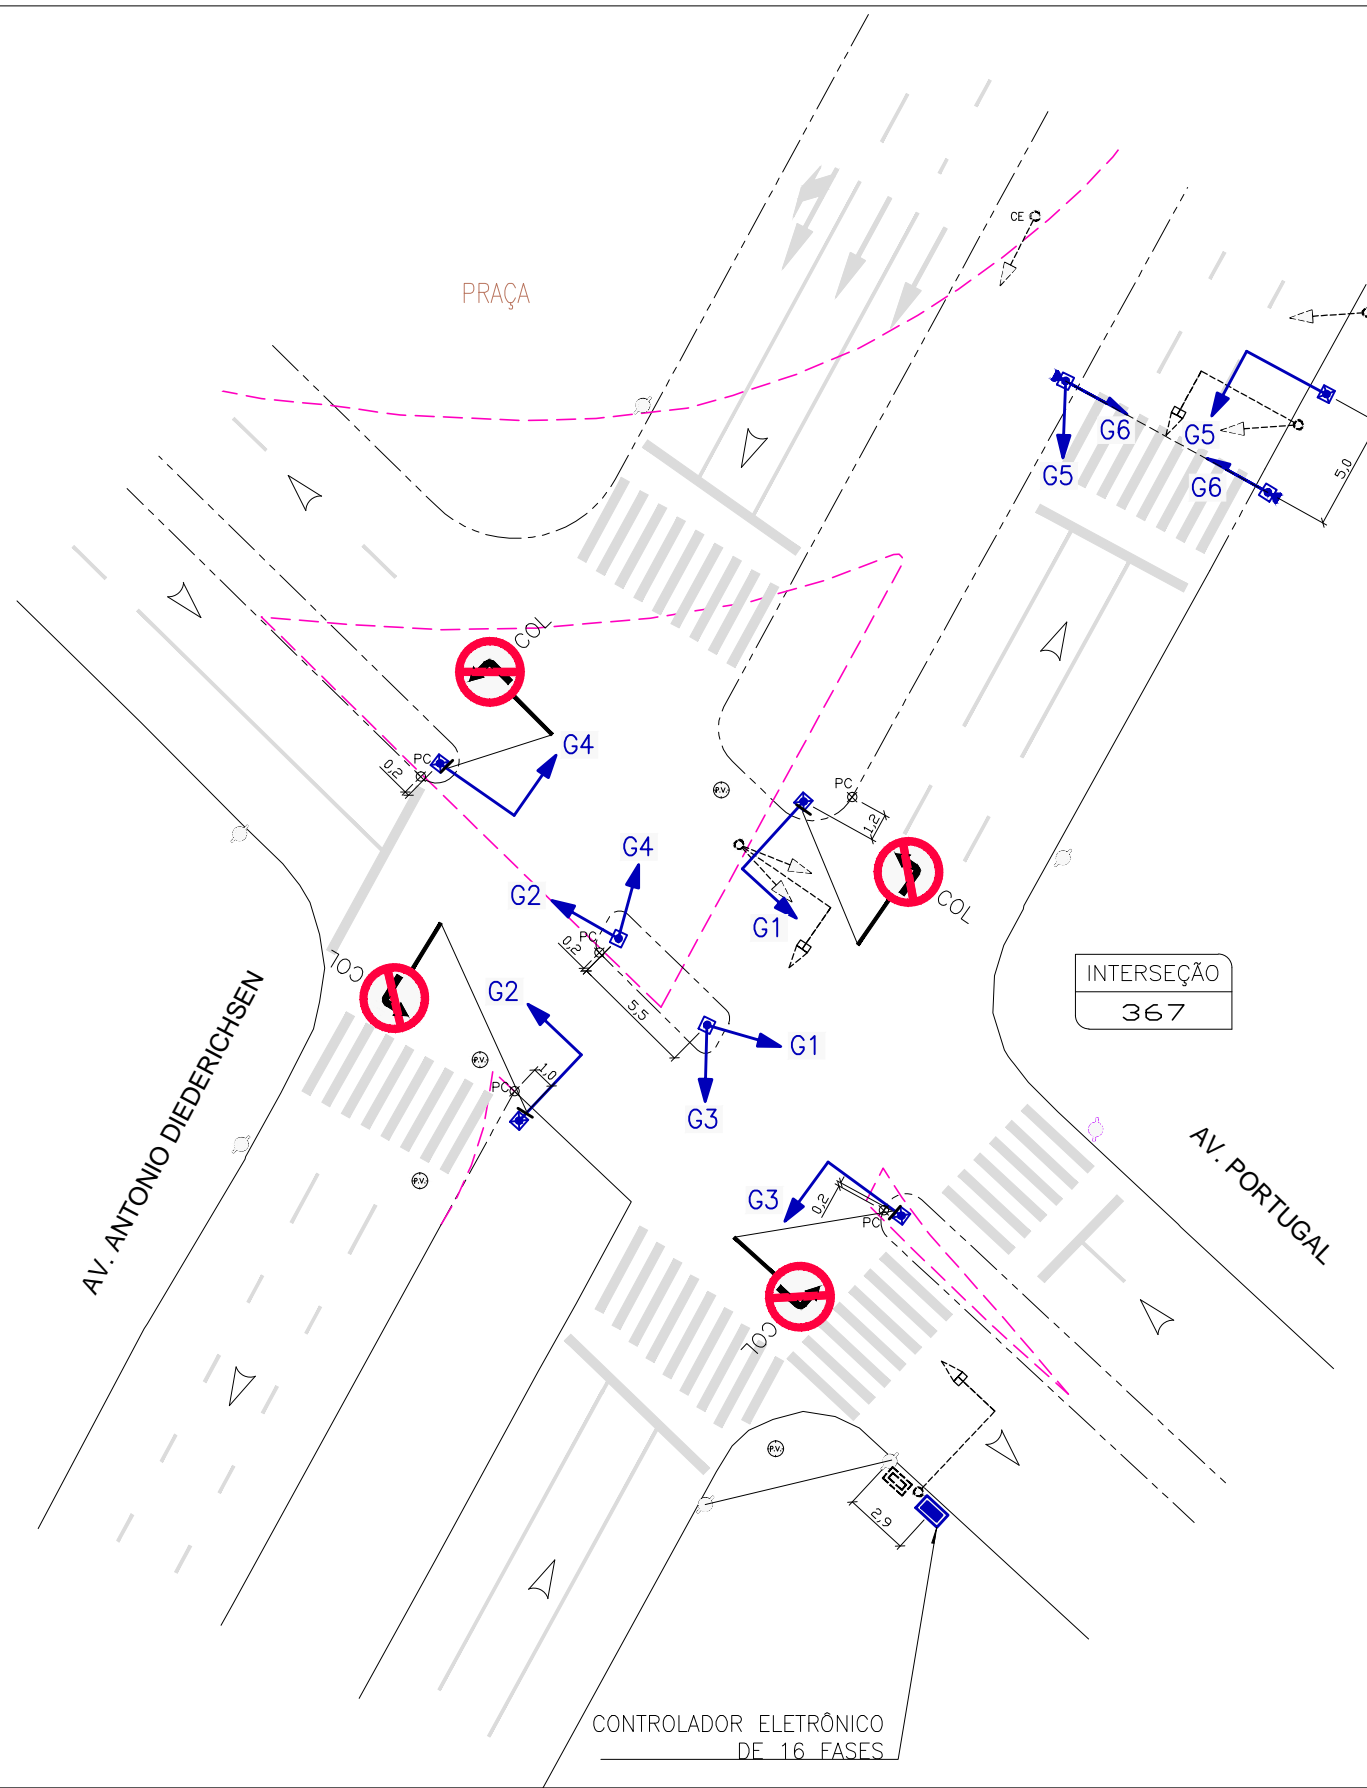 CE
PRAÇA
G6
G5
G5
5,0
G6
COL
G4
PC
0,2
PC
P.V.
1,2
G4
G2
COL
G1
PC
0,2
COL
INTERSEÇÃO
367
G2
5,5
G1
P.V.
1,0
PC
G3
AV. ANTONIO DIEDERICHSEN
P.V.
AV. PORTUGAL
G3
0,2
PC
COL
P.V.
2,9
CONTROLADOR ELETRÔNICO
DE 16 FASES